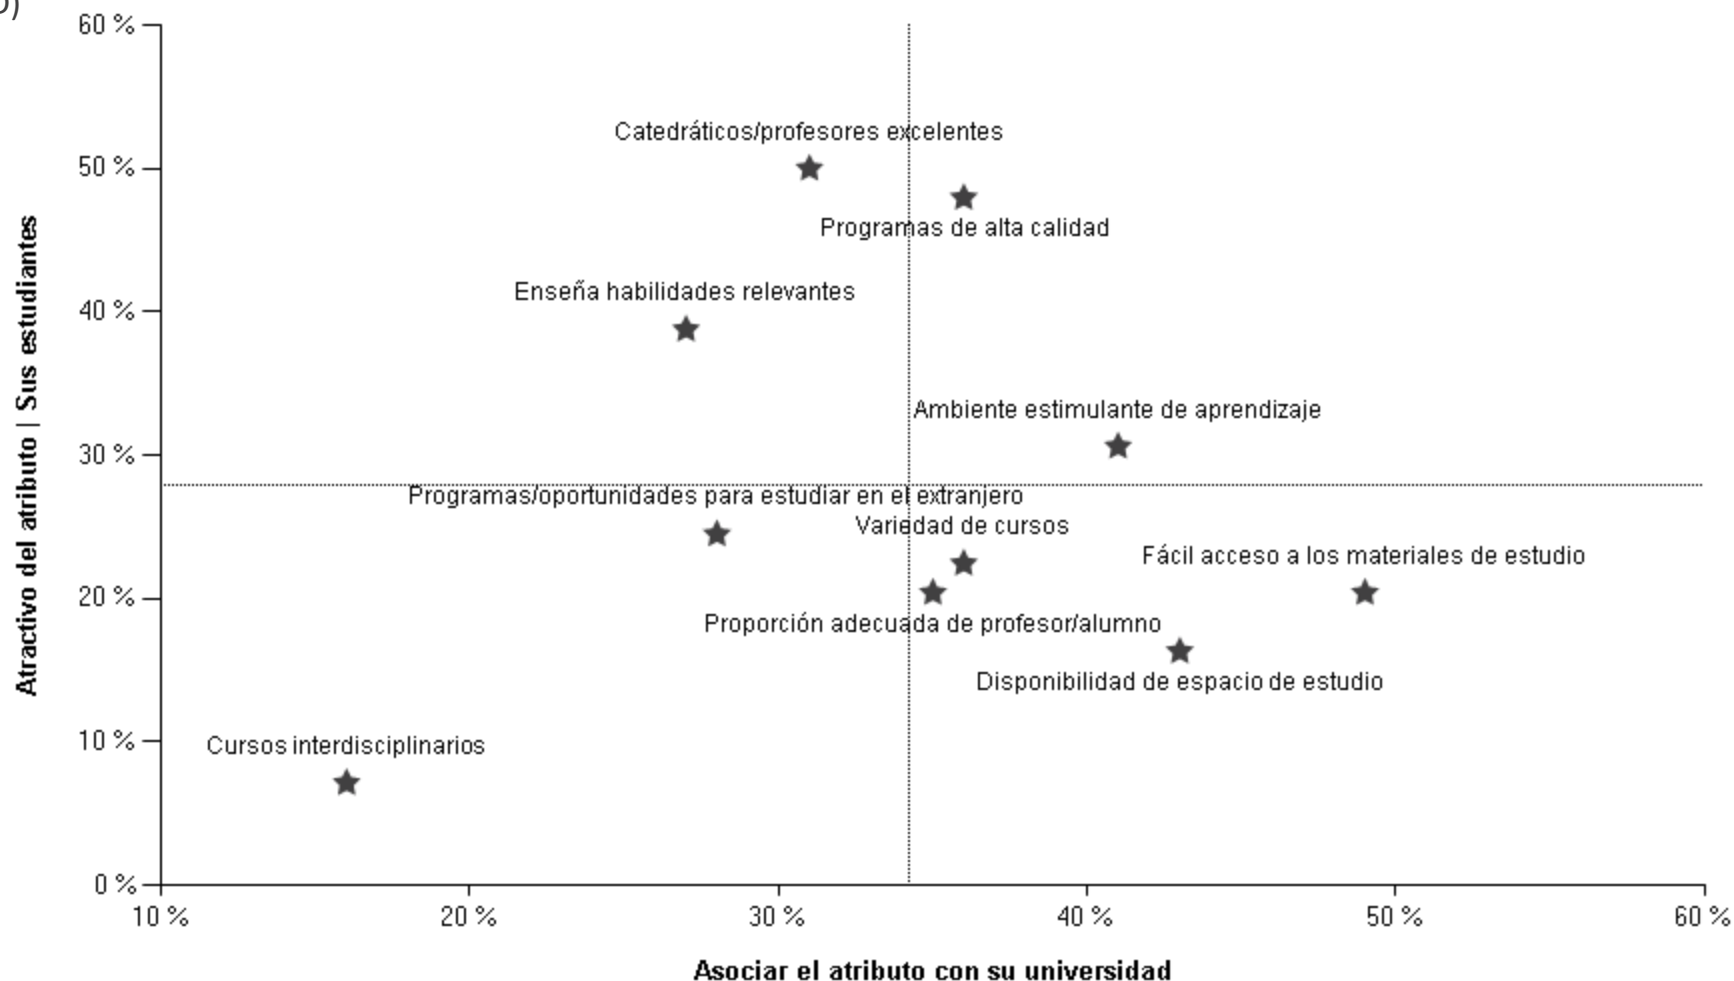 60 %
Catedráticos/profesores excelentes
50 %
Programas de alta calidad
Enseña habilidades relevantes
40 %
Ambiente estimulante de aprendizaje
30 %
Programas/oportunidades para estudiar en el extranjero
Variedad de cursos
Fácil acceso a los materiales de estudio
20 %
Proporción adecuada de profesor/alumno
Disponibilidad de espacio de estudio
10 %
Cursos interdisciplinarios
0 %
10 % 20 % 30 % 40 % 50 % 60 %
Asociar el atributo con su universidad
Atractivo del atributo | Sus estudiantes